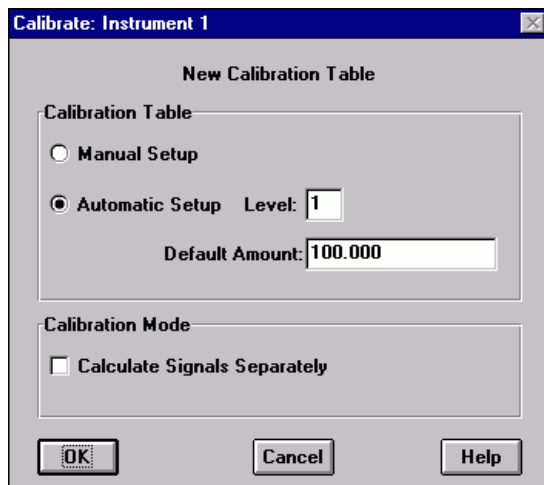 Calibrate: Instrument 1
New Calibration Table
Calibration Table
Manual Setup
Automatic Setup Level: 1
Default Amount: 100.000
Calibration Mode
Calculate Signals Separately
OK Cancel Help